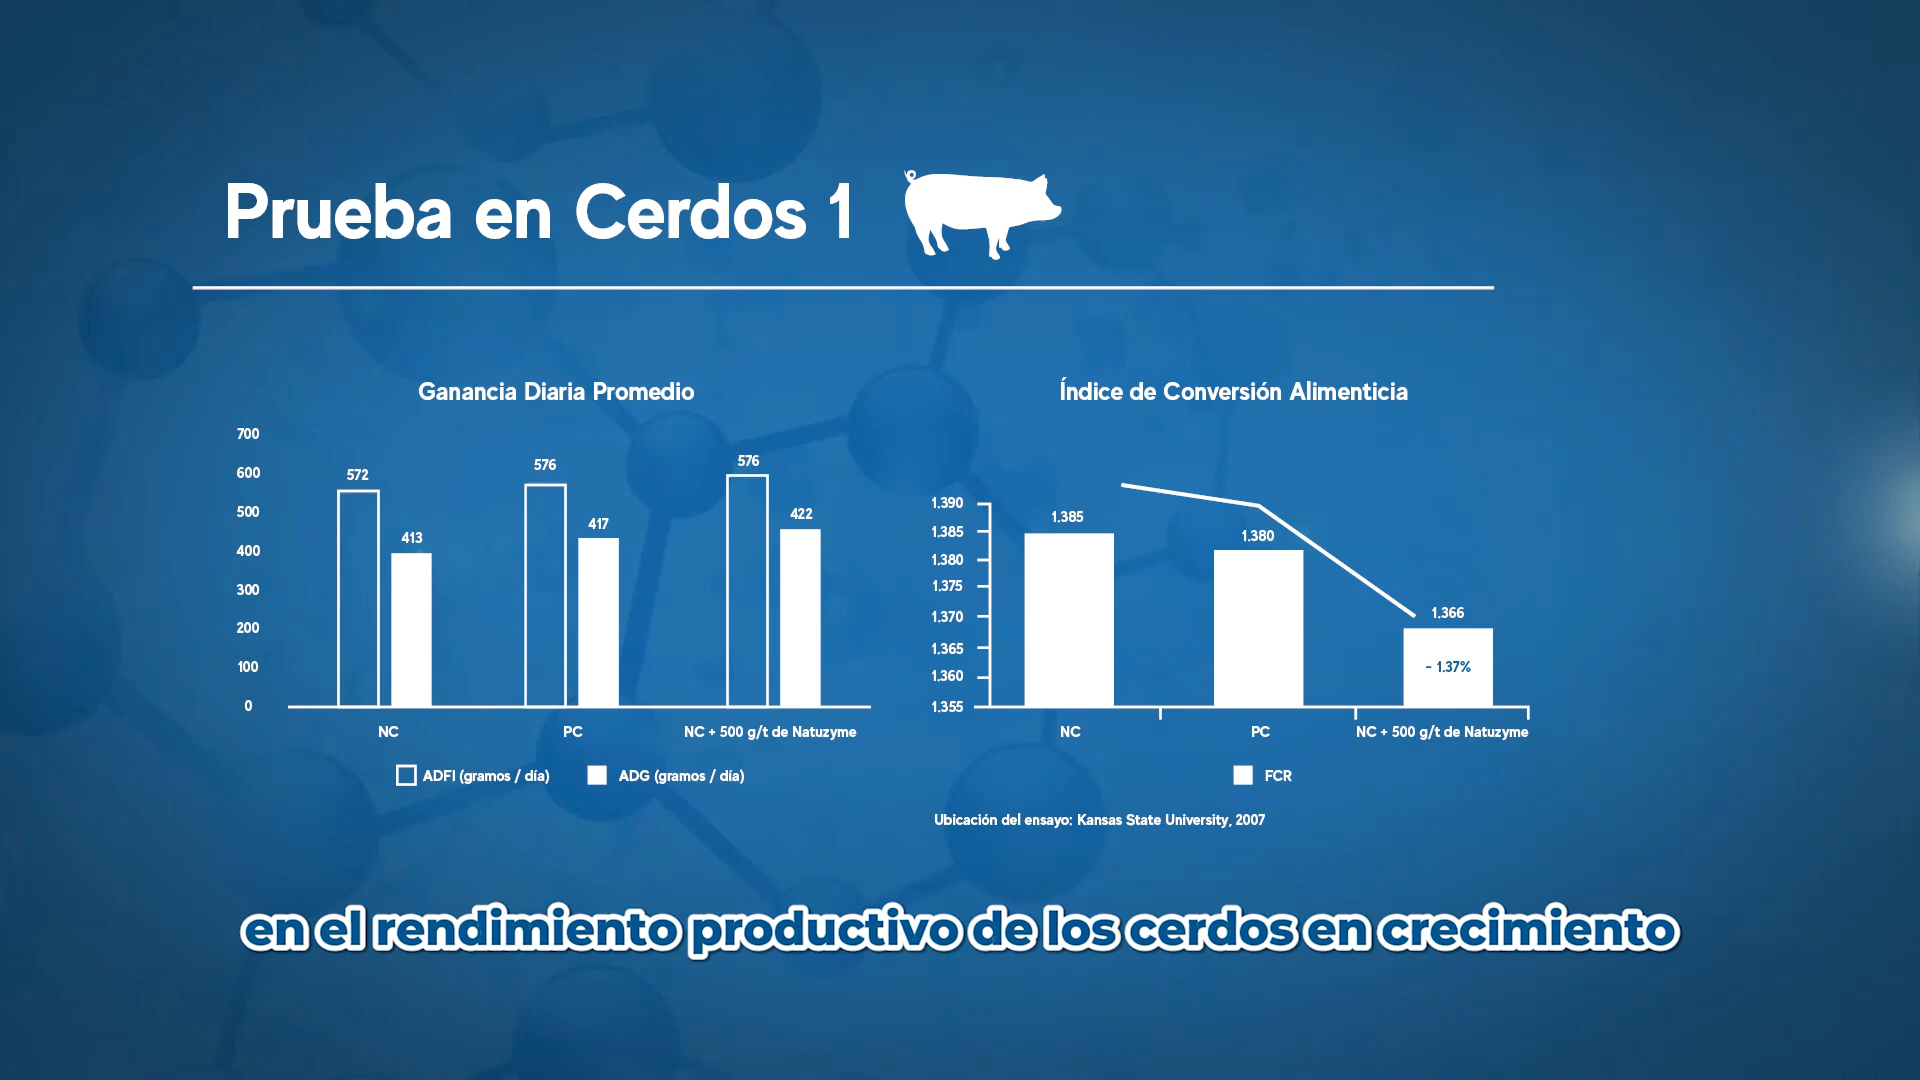 Prueba en Cerdos 1
Ganancia Diaria Promedio
700
600
500
400
300
200
100
0
572
413
576
417
576
422
NC
PC
NC + 500 g/t de Natuzyme
ADFI (gramos / día)
ADG (gramos / día)
Índice de Conversión Alimenticia
1.390
1.385
1.380
1.375
1.370
1.365
1.360
1.355
1.385
1.380
1.366
- 1.37%
NC
PC
NC + 500 g/t de Natuzyme
FCR
Ubicación del ensayo: Kansas State University, 2007
en el rendimiento productivo de los cerdos en crecimiento